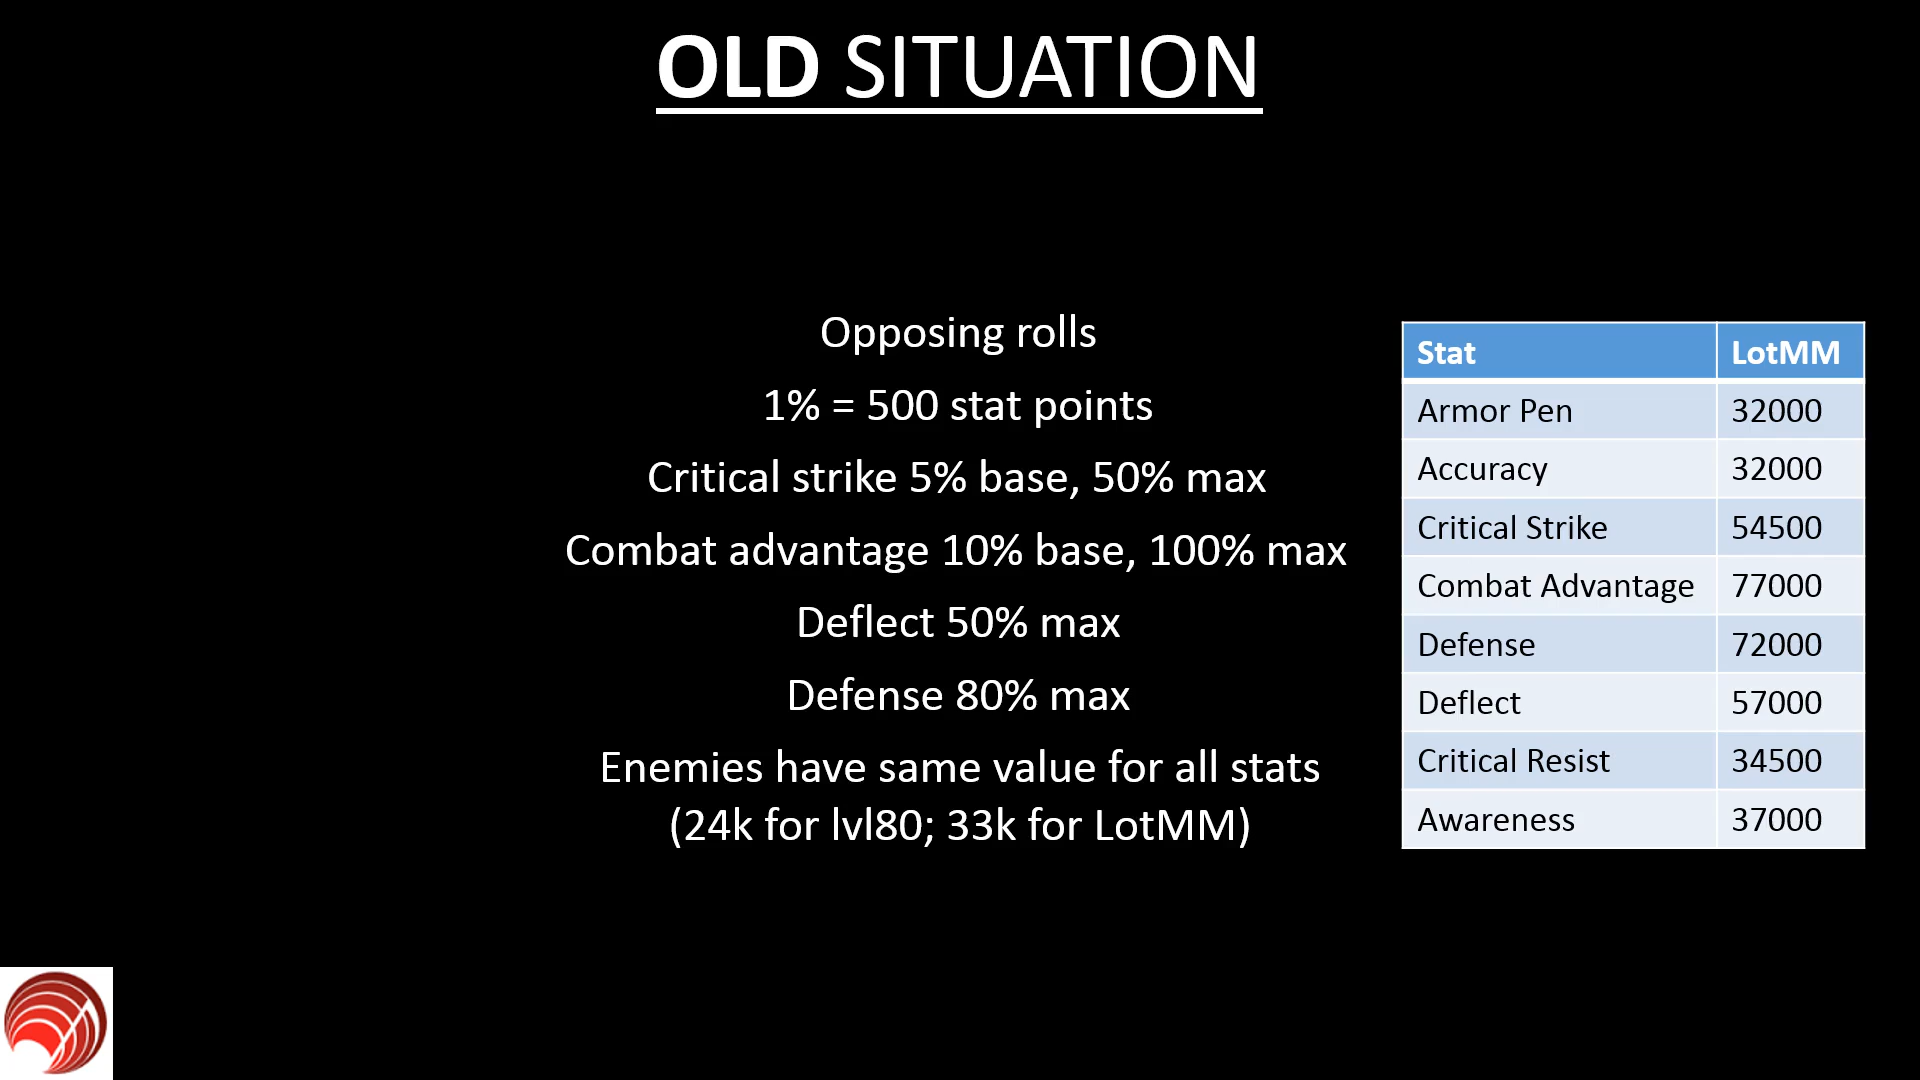 OLD SITUATION
Opposing rolls
1% = 500 stat points
Critical strike 5% base, 50% max
Combat advantage 10% base, 100% max
Deflect 50% max
Defense 80% max
Enemies have same value for all stats
(24k for lvl80; 33k for LotMM)
Stat LotMM
Armor Pen 32000
Accuracy 32000
Critical Strike 54500
Combat Advantage 77000
Defense 72000
Deflect 57000
Critical Resist 34500
Awareness 37000